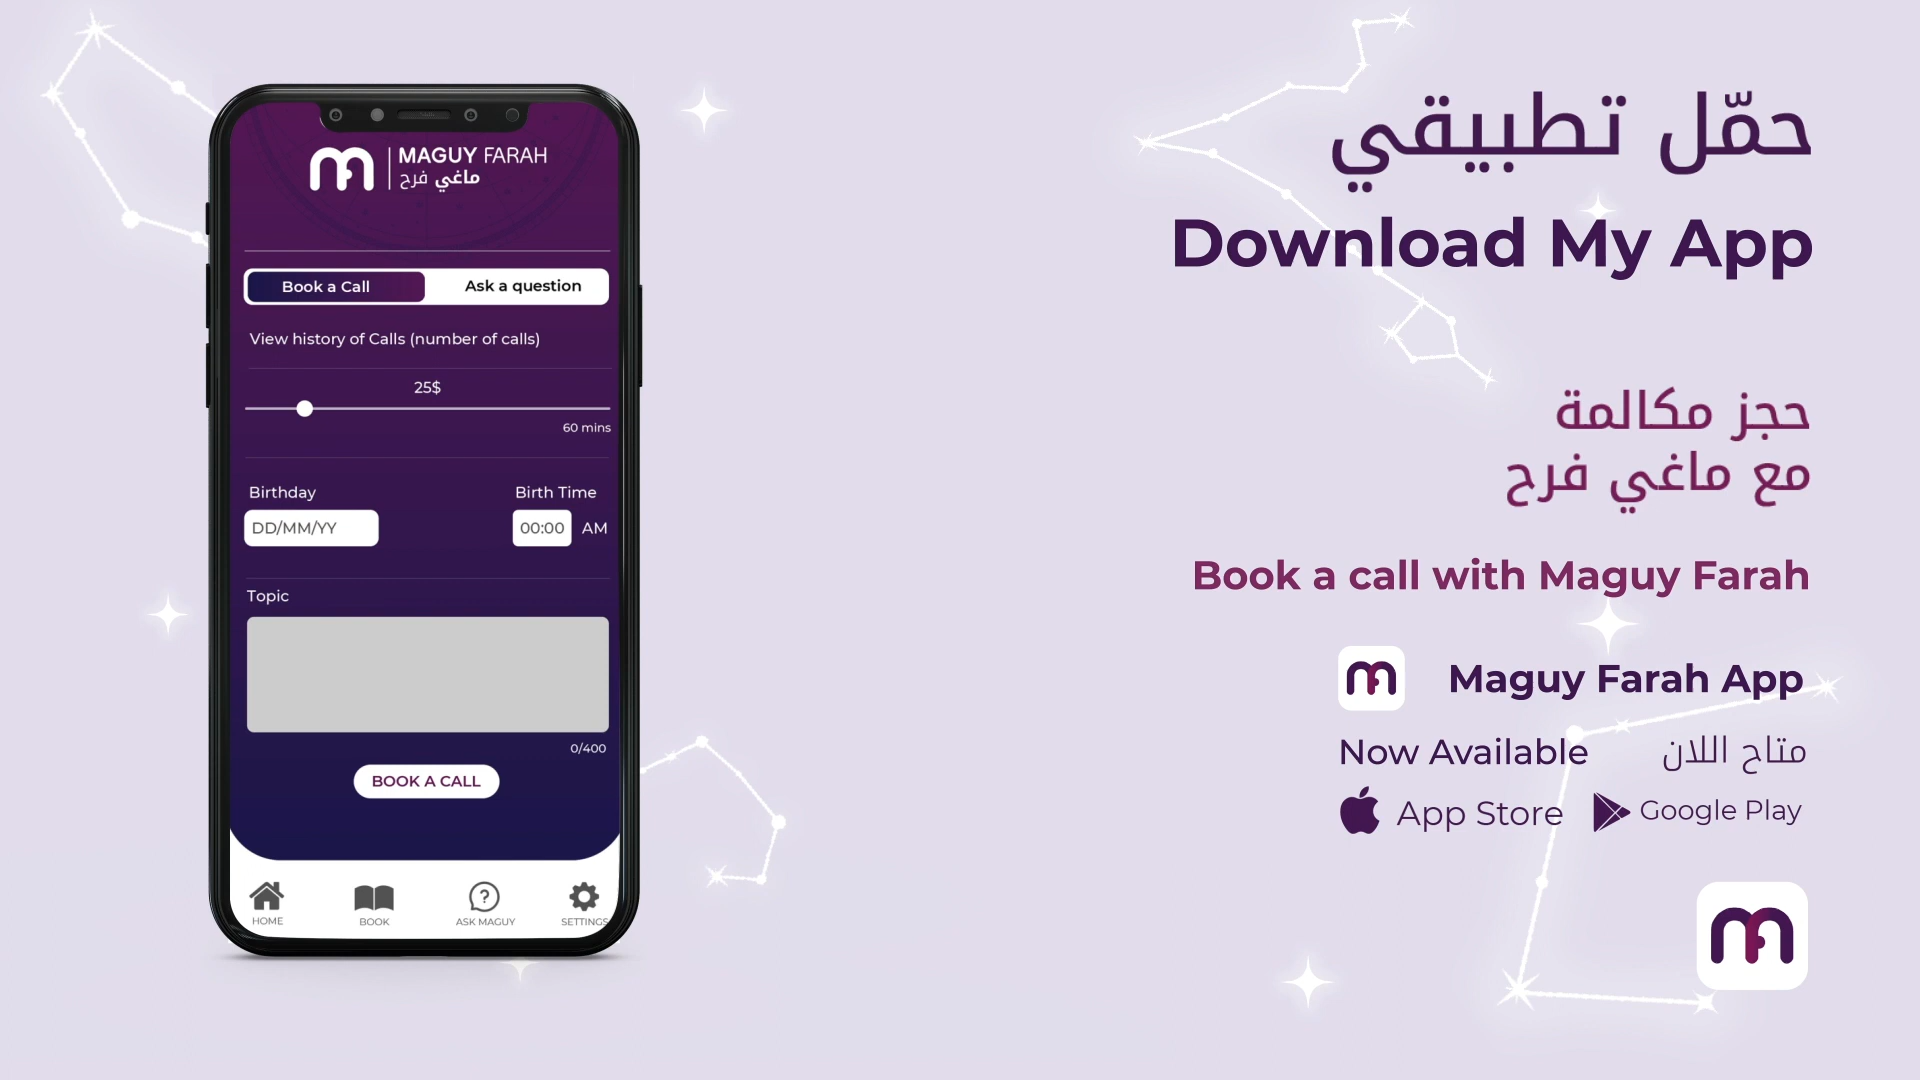 MAGUY FARAH
ماغي فرح
Book a Call
Ask a question
View history of Calls (number of calls)
25$
60 mins
Birthday
Birth Time
DD/MM/YY
00:00 AM
Topic
0/400
BOOK A CALL
HOME
BOOK
ASK MAGUY
SETTINGS
حمّل تطبيقي
Download My App
حجز مكالمة
مع ماغي فرح
Book a call with Maguy Farah
Maguy Farah App
Now Available
متاح اللان
App Store
Google Play